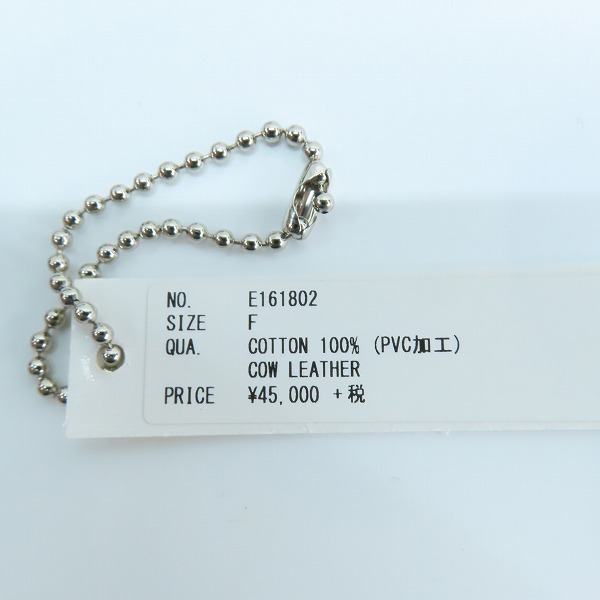 NO. E161802
SIZE F
QUA. COTTON 100% (PVC加工)
COW LEATHER
PRICE ¥45,000 +税